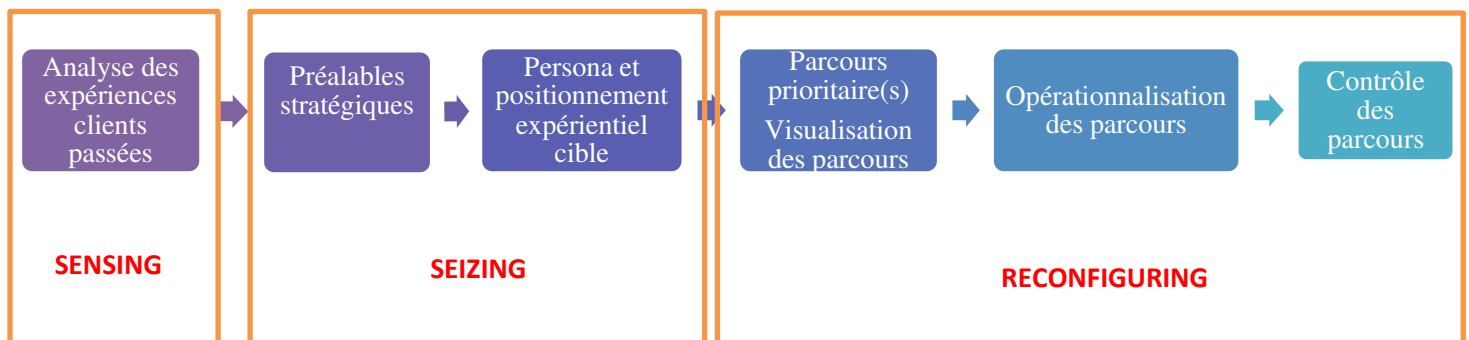 Analyse des
expériences
clients
passées
Préalables
stratégiques
Persona et
positionnement
expérientiel
cible
Parcours
prioritaire(s)
Visualisation
des parcours
Opérationnalisation
des parcours
Contrôle
des
parcours
SENSING
SEIZING
RECONFIGURING